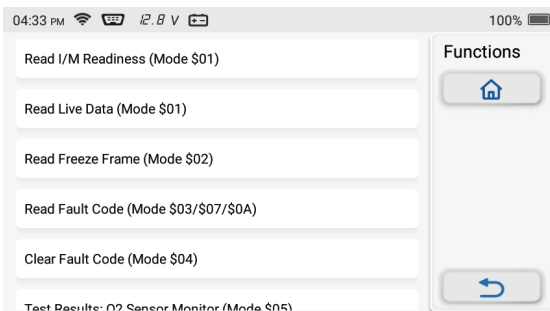 04:33 PM 12.8 V 100%
Functions
Read I/M Readiness (Mode $01)
Read Live Data (Mode $01)
Read Freeze Frame (Mode $02)
Read Fault Code (Mode $03/$07/$0A)
Clear Fault Code (Mode $04)
Test Results: O2 Sensor Monitor (Mode $05)